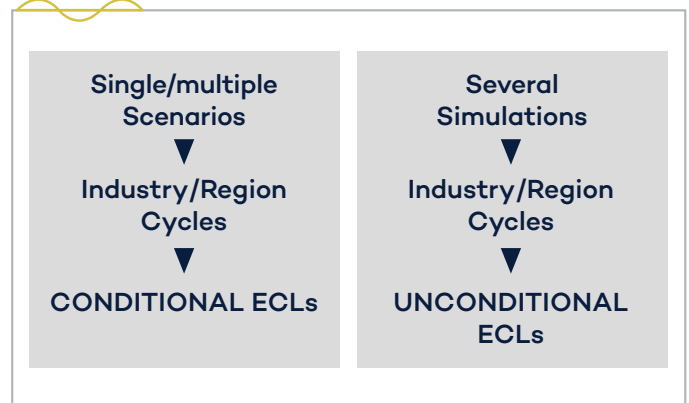 Single/multiple
Scenarios
Industry/Region
Cycles
CONDITIONAL ECLs
Several
Simulations
Industry/Region
Cycles
UNCONDITIONAL
ECLs